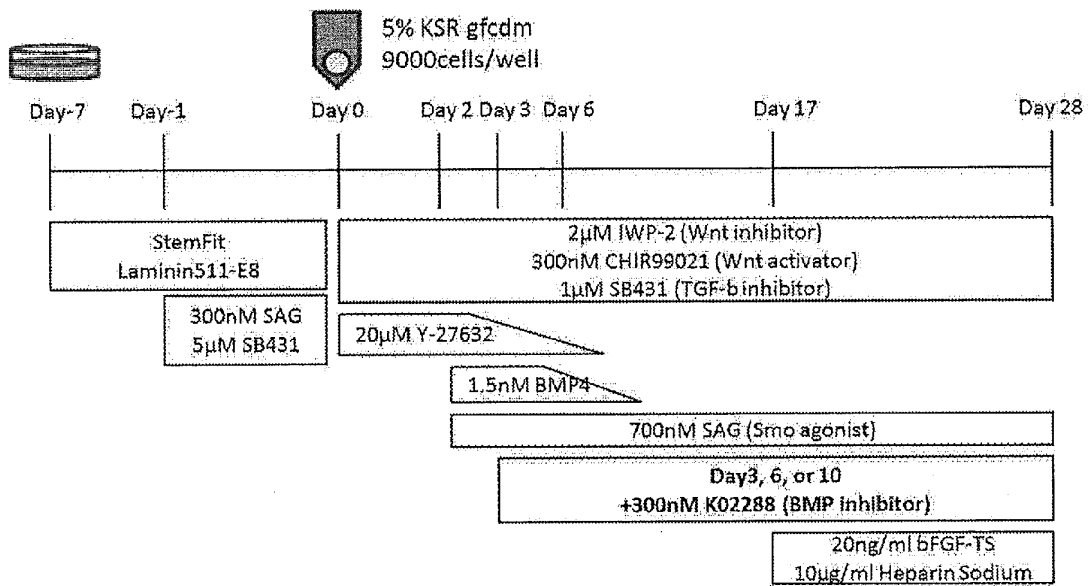 5% KSR gfcdm
9000cells/well
Day-7
Day-1
Day 0
Day 2
Day 3
Day 6
Day 17
Day 28
StemFit
Laminin511-E8
2μM IWP-2 (Wnt inhibitor)
300nM CHIR99021 (Wnt activator)
1μM SB431 (TGF-b inhibitor)
300nM SAG
5μM SB431
20μM Y-27632
1.5nM BMP4
700nM SAG (Smo agonist)
Day3, 6, or 10
+300nM K02288 (BMP inhibitor)
20ng/ml bFGF-TS
10μg/ml Heparin Sodium